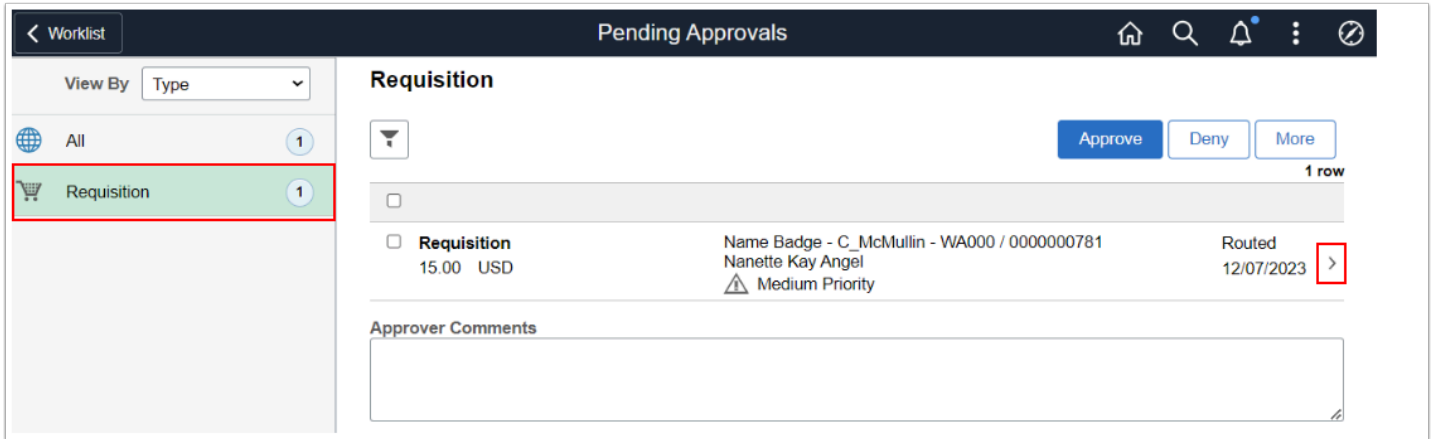 Worklist
Pending Approvals
View By Type
All 1
Requisition 1
Requisition
Approve Deny More
1 row
Requisition Name Badge - C_McMullin - WA000 / 0000000781 Routed
15.00 USD Nanette Kay Angel 12/07/2023
Medium Priority
Approver Comments